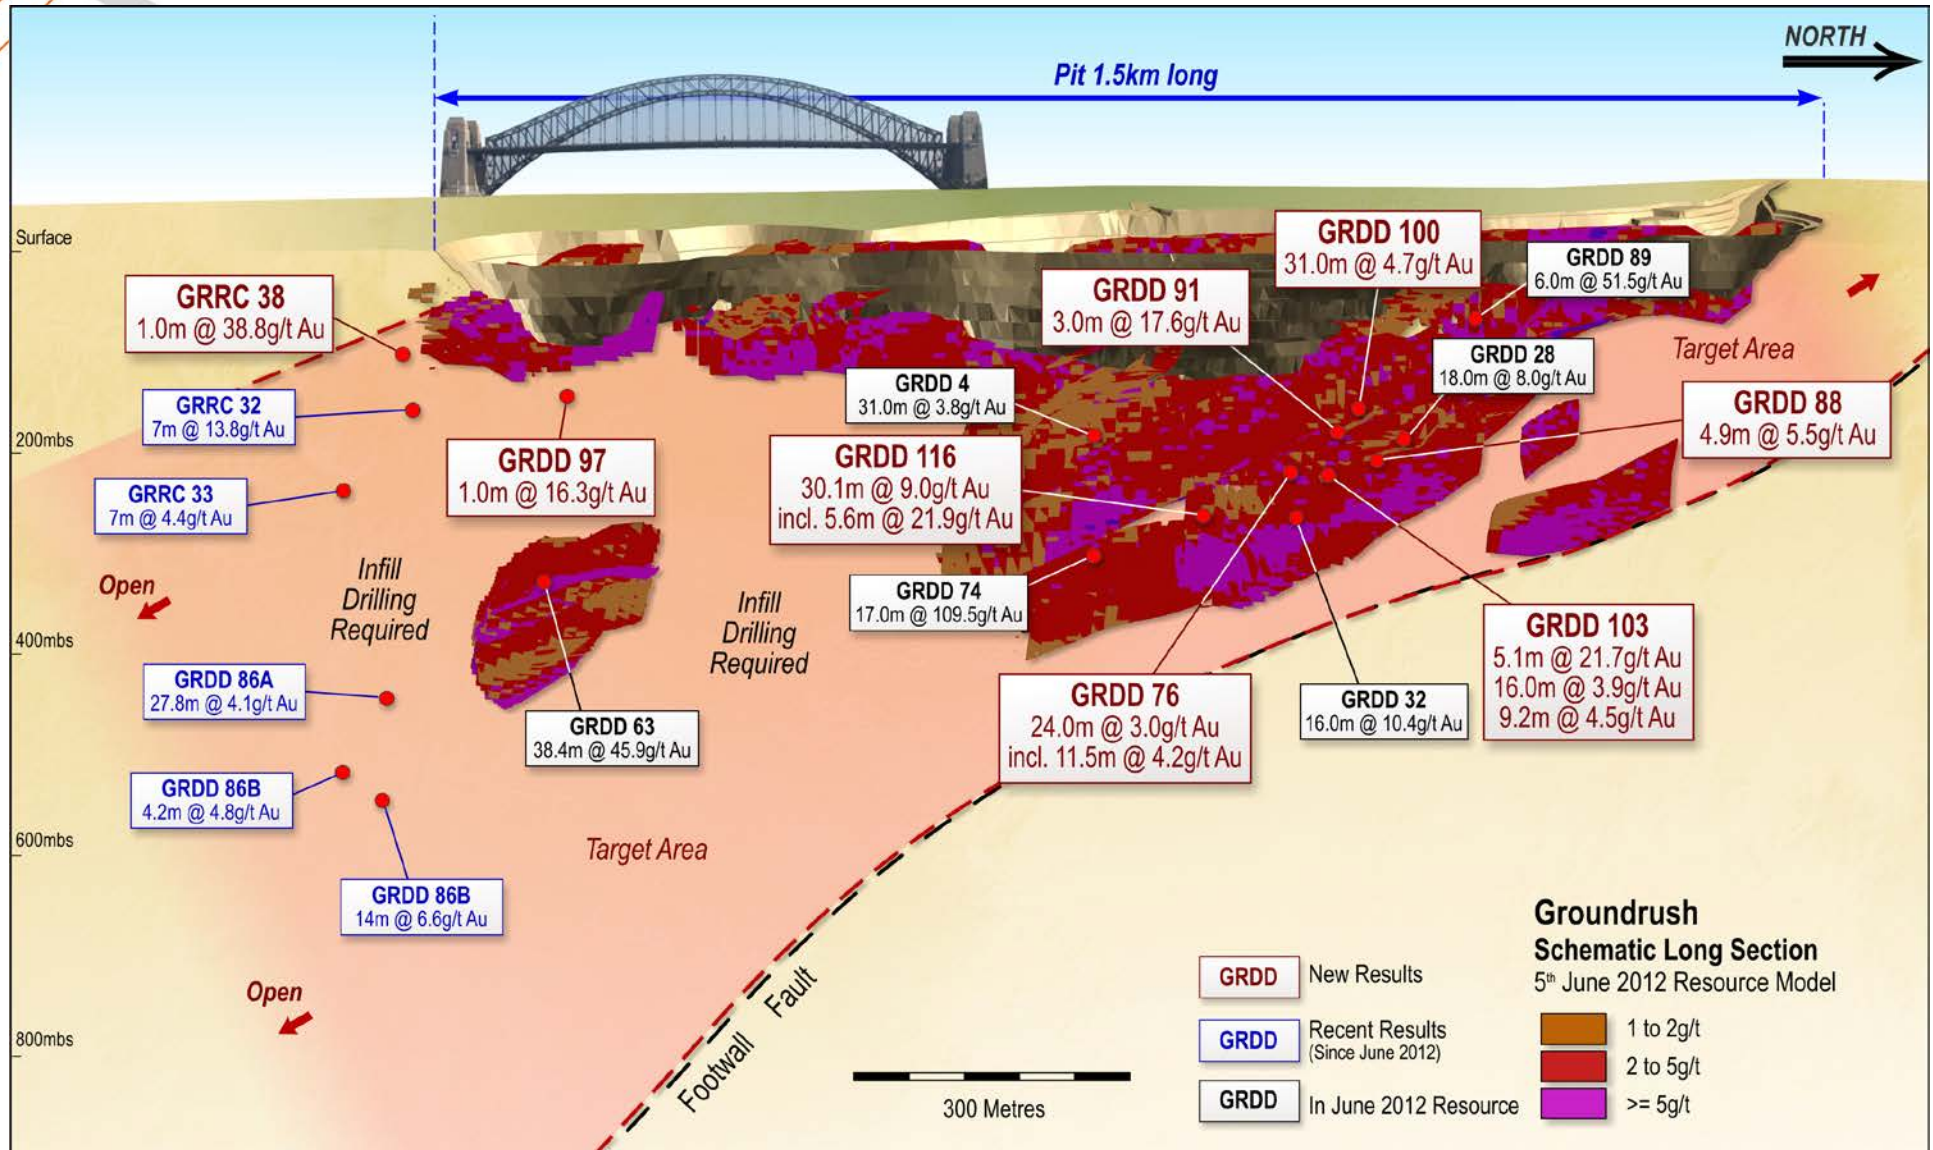 NORTH
Pit 1.5km long
Surface
200mbs
400mbs
600mbs
800mbs
GRRC 38
1.0m @ 38.8g/t Au
GRRC 32
7m @ 13.8g/t Au
GRRC 33
7m @ 4.4g/t Au
Open
Infill
Drilling
Required
GRDD 86A
27.8m @ 4.1g/t Au
GRDD 86B
4.2m @ 4.8g/t Au
GRDD 86B
14m @ 6.6g/t Au
Open
GRDD 97
1.0m @ 16.3g/t Au
GRDD 63
38.4m @ 45.9g/t Au
Infill
Drilling
Required
Target Area
GRDD 4
31.0m @ 3.8g/t Au
GRDD 116
30.1m @ 9.0g/t Au
incl. 5.6m @ 21.9g/t Au
GRDD 74
17.0m @ 109.5g/t Au
GRDD 91
3.0m @ 17.6g/t Au
GRDD 100
31.0m @ 4.7g/t Au
GRDD 89
6.0m @ 51.5g/t Au
GRDD 28
18.0m @ 8.0g/t Au
Target Area
GRDD 88
4.9m @ 5.5g/t Au
GRDD 76
24.0m @ 3.0g/t Au
incl. 11.5m @ 4.2g/t Au
GRDD 32
16.0m @ 10.4g/t Au
GRDD 103
5.1m @ 21.7g/t Au
16.0m @ 3.9g/t Au
9.2m @ 4.5g/t Au
Footwall Fault
300 Metres
GRDD New Results
GRDD Recent Results
(Since June 2012)
GRDD In June 2012 Resource
Groundrush
Schematic Long Section
5th June 2012 Resource Model
1 to 2g/t
2 to 5g/t
>= 5g/t